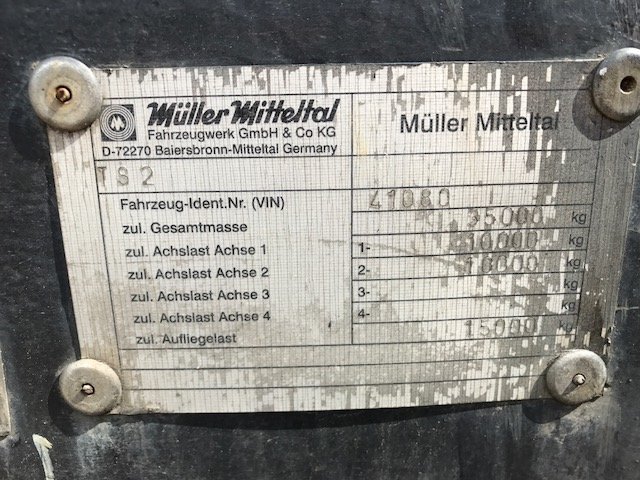 Müller Mitteltal
Fahrzeugwerk GmbH & Co KG
D-72270 Baiersbronn-Mitteltal Germany
Müller Mitteltal
TS2
Fahrzeug-Ident.Nr. (VIN) 41080
zul. Gesamtmasse 35000 kg
zul. Achslast Achse 1 1- 10000 kg
zul. Achslast Achse 2 2- 10000 kg
zul. Achslast Achse 3 3- kg
zul. Achslast Achse 4 4- kg
zul. Aufliegelast 15000 kg